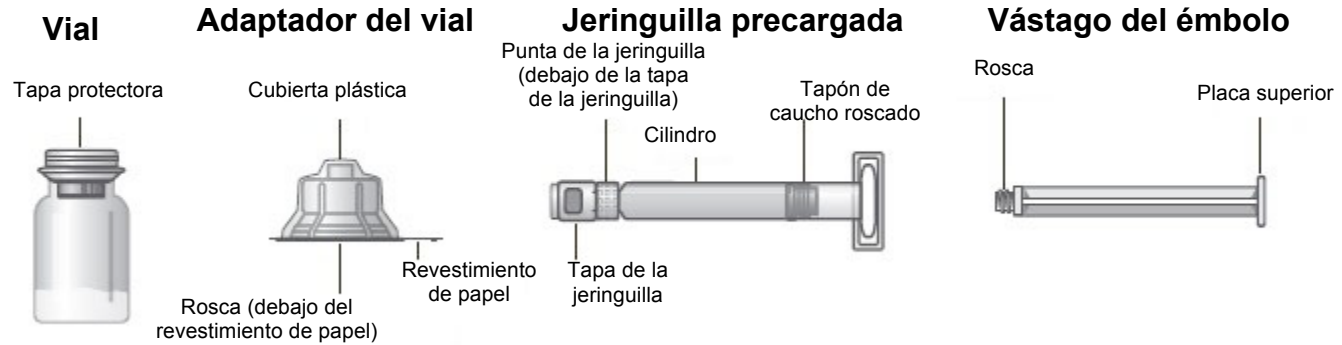 Vial
Tapa protectora
Adaptador del vial
Cubierta plástica
Revestimiento
de papel
Rosca (debajo del
revestimiento de papel)
Jeringuilla precargada
Punta de la jeringuilla
(debajo de la tapa
de la jeringuilla)
Cilindro
Tapón de
caucho roscado
Tapa de la
jeringuilla
Vástago del émbolo
Rosca
Placa superior